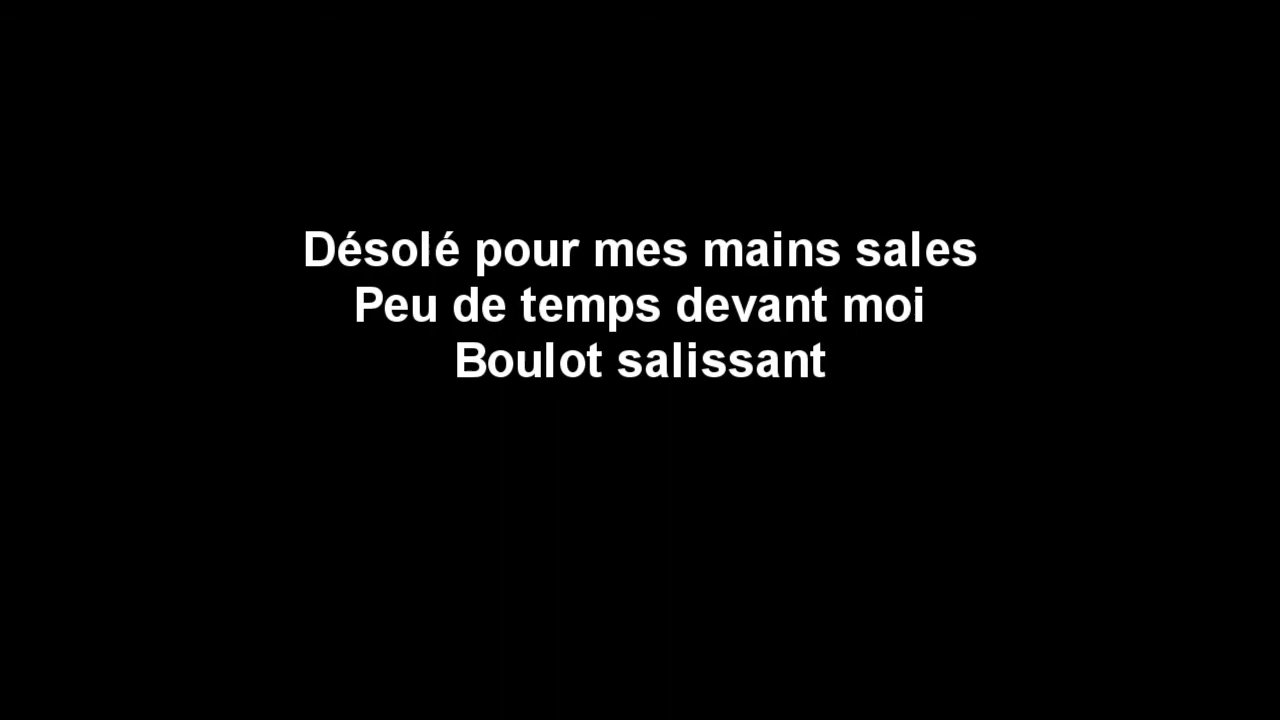 Désolé pour mes mains sales
Peu de temps devant moi
Boulot salissant